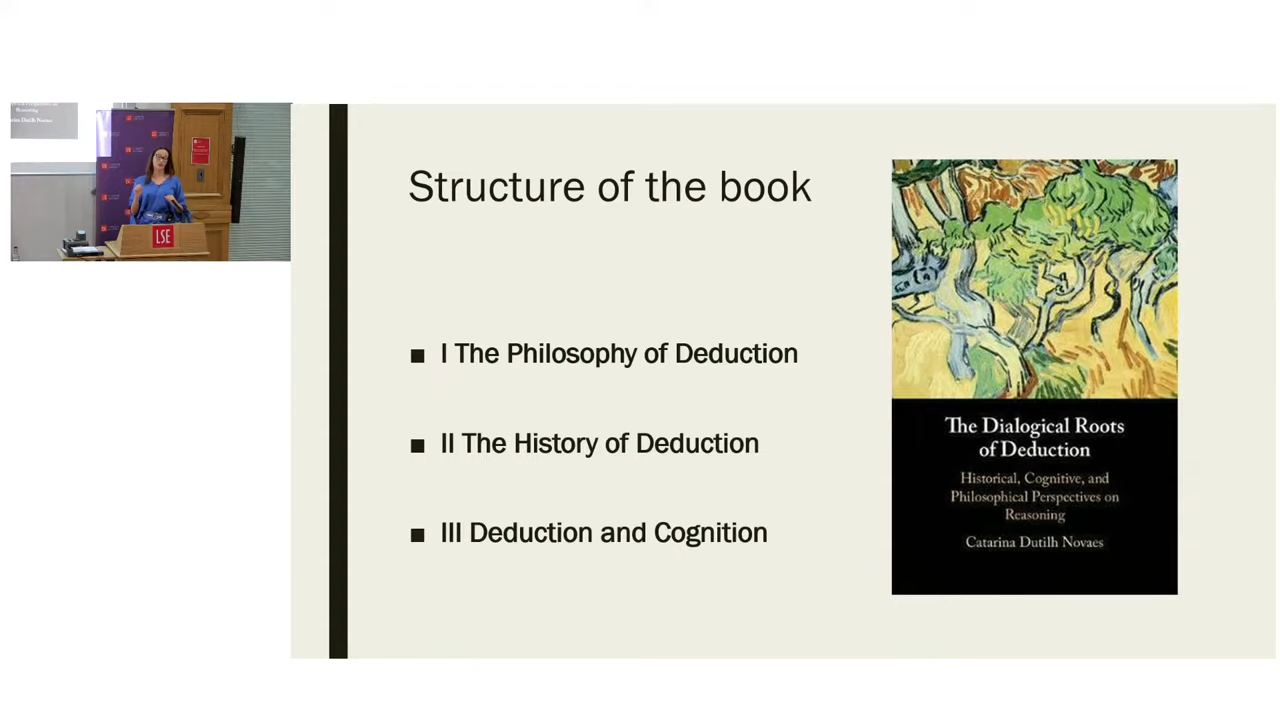 Reasoning
LSE
Structure of the book
■ I The Philosophy of Deduction
■ II The History of Deduction
■ III Deduction and Cognition
The Dialogical Roots
of Deduction
Historical, Cognitive, and
Philosophical Perspectives on
Reasoning
Catarina Dutilh Novaes